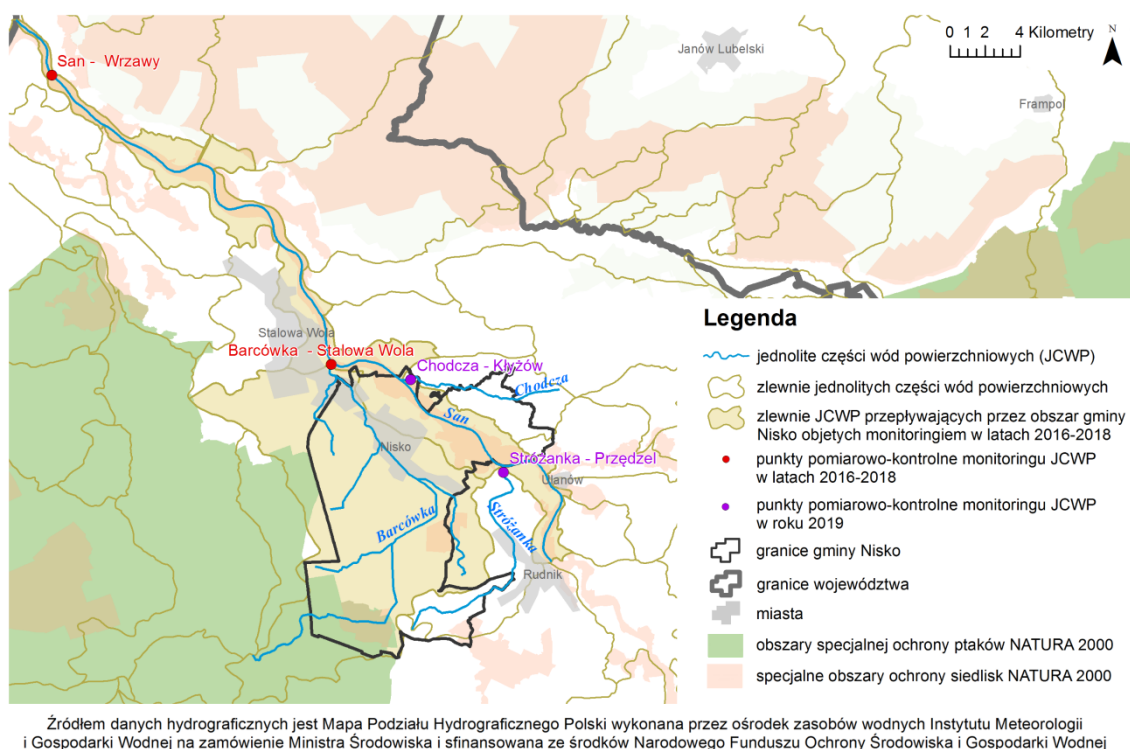 San - Wrzawy
Janów Lubelski
0 1 2 4 Kilometry
N
Frampol
Stalowa Wola
Barcówka - Stalowa Wola
Chodcza - Kłyżów
Chodcza
San
Nisko
Stróżanka - Przędzel
Ulanów
Barcówka
Stróżanka
Rudnik
Legenda
jednolite części wód powierzchniowych (JCWP)
zlewnie jednolitych części wód powierzchniowych
zlewnie JCWP przepływających przez obszar gminy
Nisko objetych monitoringiem w latach 2016-2018
punkty pomiarowo-kontrolne monitoringu JCWP
w latach 2016-2018
punkty pomiarowo-kontrolne monitoringu JCWP
w roku 2019
granice gminy Nisko
granice województwa
miasta
obszary specjalnej ochrony ptaków NATURA 2000
specjalne obszary ochrony siedlisk NATURA 2000
Źródłem danych hydrograficznych jest Mapa Podziału Hydrograficznego Polski wykonana przez ośrodek zasobów wodnych Instytutu Meteorologii
i Gospodarki Wodnej na zamówienie Ministra Środowiska i sfinansowana ze środków Narodowego Funduszu Ochrony Środowiska i Gospodarki Wodnej